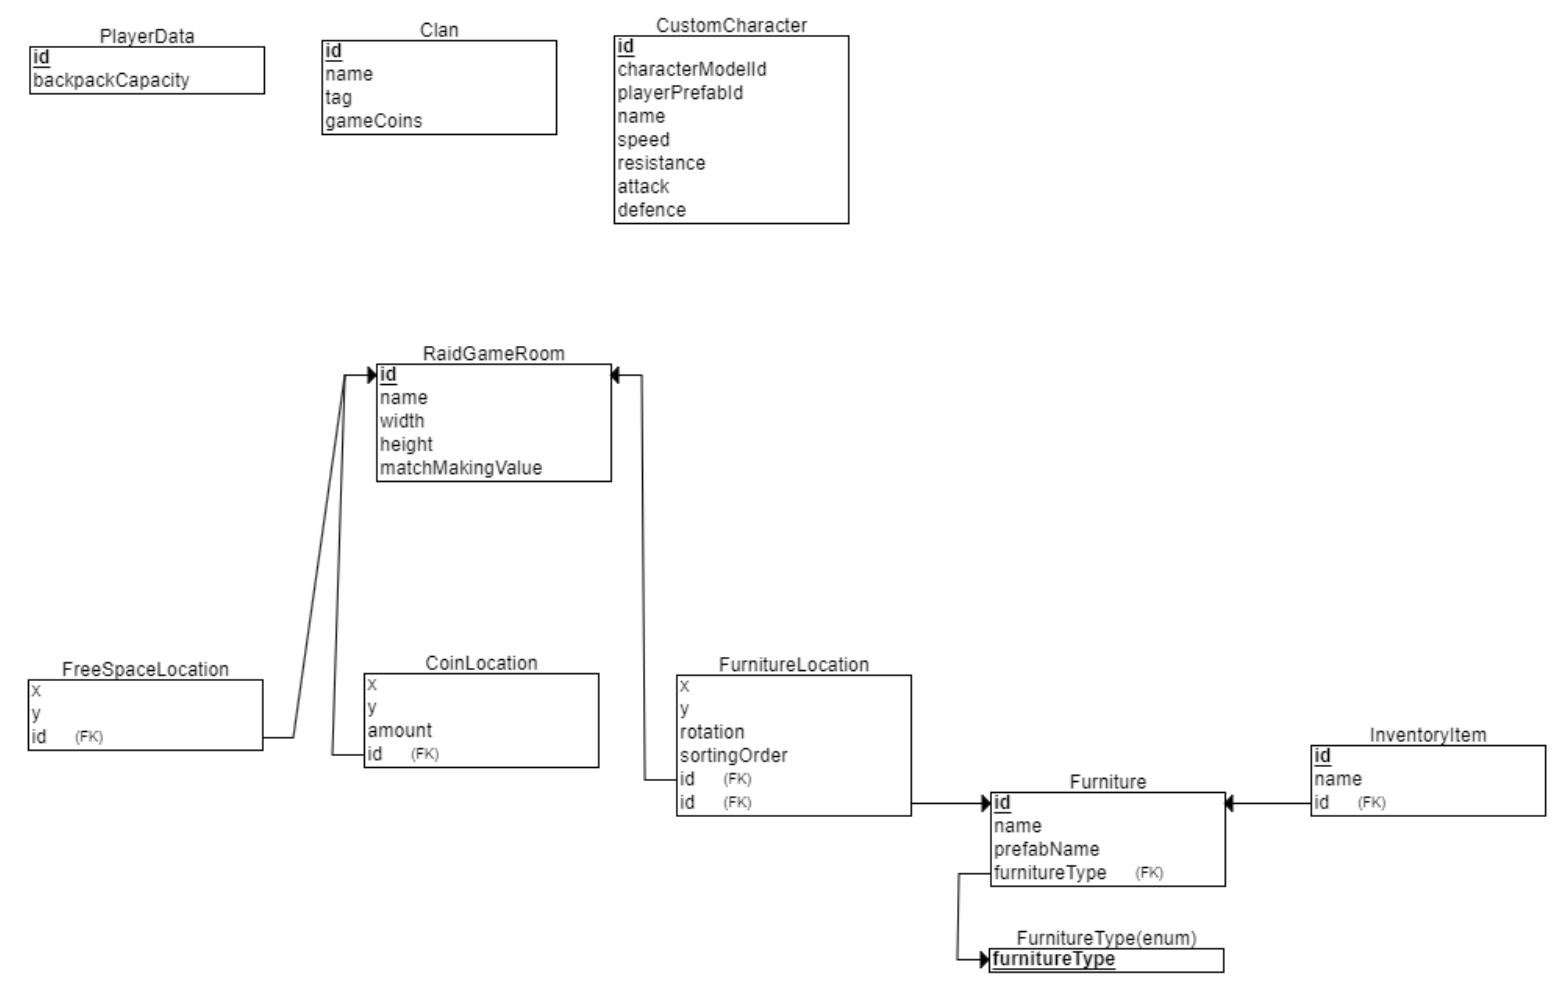 PlayerData
id
backpackCapacity
Clan
id
name
tag
gameCoins
CustomCharacter
id
characterModelId
playerPrefabId
name
speed
resistance
attack
defence
RaidGameRoom
id
name
width
height
matchMakingValue
FreeSpaceLocation
x
y
id (FK)
CoinLocation
x
y
amount
id (FK)
FurnitureLocation
x
y
rotation
sortingOrder
id (FK)
id (FK)
Furniture
id
name
prefabName
furnitureType (FK)
InventoryItem
id
name
id (FK)
FurnitureType(enum)
furnitureType